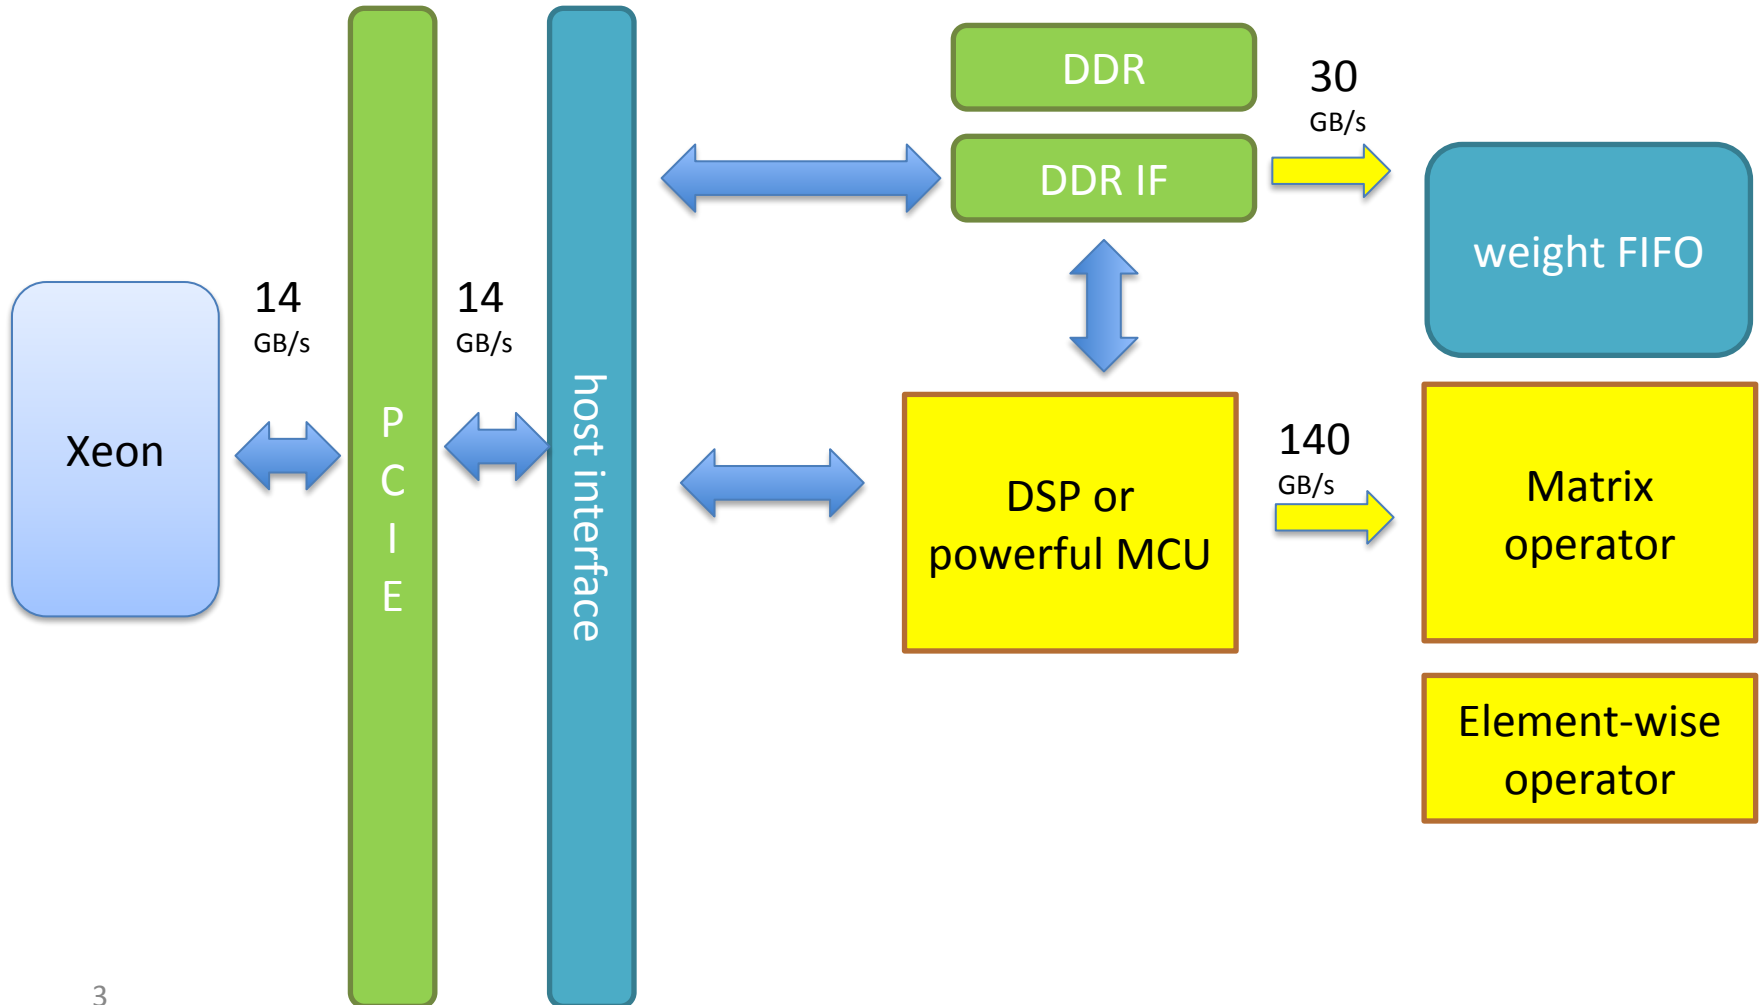 Xeon
14
GB/s
P
C
I
E
14
GB/s
host interface
DDR
DDR IF
30
GB/s
weight FIFO
DSP or
powerful MCU
140
GB/s
Matrix
operator
Element-wise
operator
3